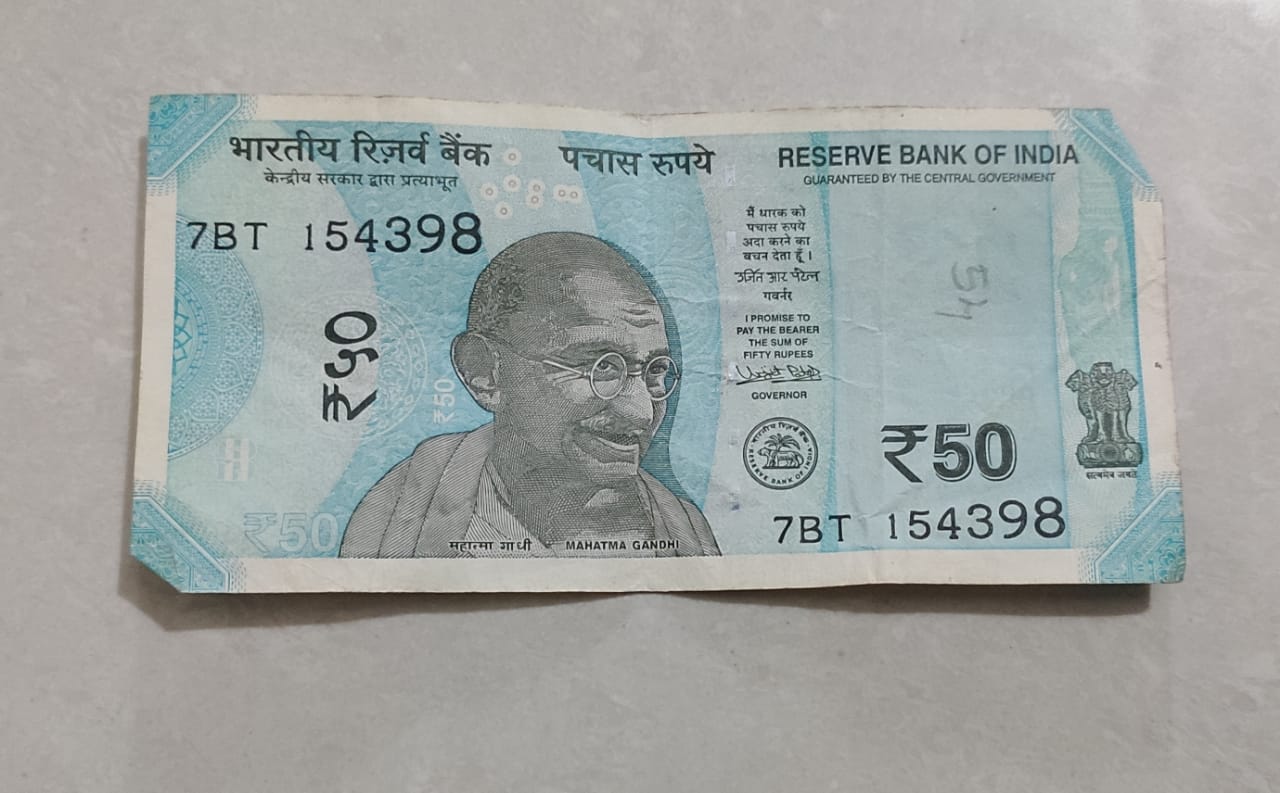 भारतीय रिज़र्व बैंक
केन्द्रीय सरकार द्वारा प्रत्याभूत
पचास रुपये
RESERVE BANK OF INDIA
GUARANTEED BY THE CENTRAL GOVERNMENT
7BT 154398
₹५०
₹50
₹50
महात्मा गांधी MAHATMA GANDHI
मैं धारक को
पचास रुपये
अदा करने का
वचन देता हूँ।
उर्जित आर पटेल
गवर्नर
I PROMISE TO
PAY THE BEARER
THE SUM OF
FIFTY RUPEES
GOVERNOR
भारतीय रिज़र्व बैंक
RESERVE BANK OF INDIA
₹50
सत्यमेव जयते
7BT 154398